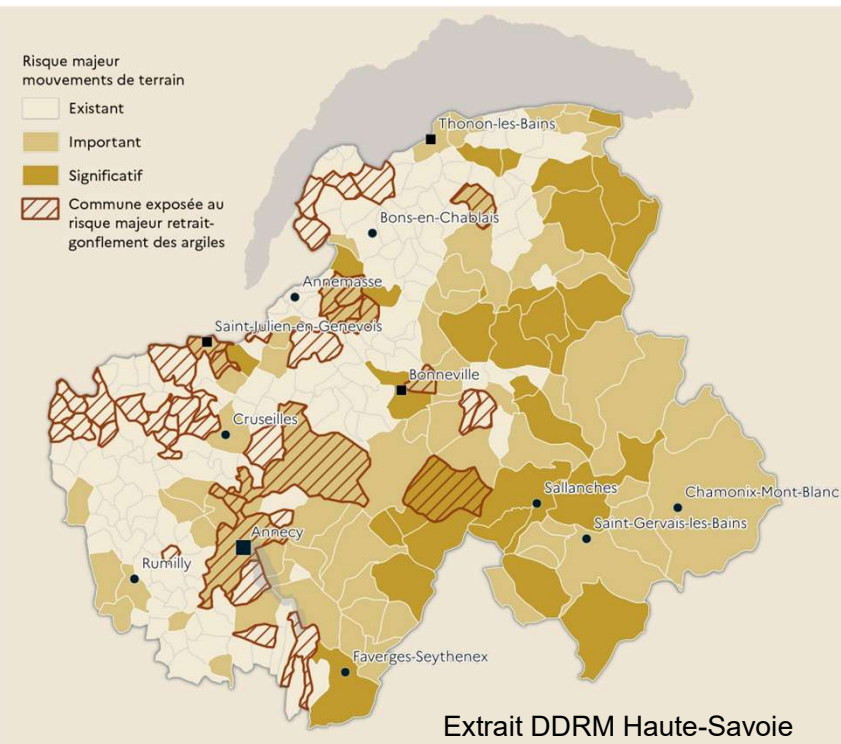 Risque majeur
mouvements de terrain
Existant
Important
Significatif
Commune exposée au
risque majeur retrait-
gonflement des argiles
Thonon-les-Bains
Bons-en-Chablais
Annemasse
Saint-Julien-en-Genevois
Bonneville
Cruseilles
Sallanches
Chamonix-Mont-Blanc
Saint-Gervais-les-Bains
Annecy
Rumilly
Faverges-Seythenex
Extrait DDRM Haute-Savoie